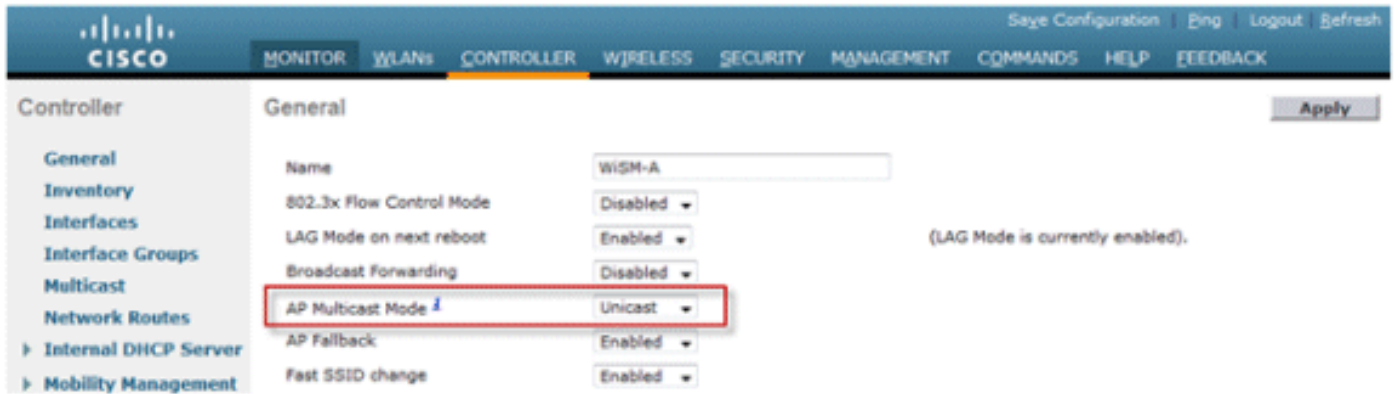 Save Configuration | Ping | Logout | Refresh
CISCO
MONITOR WLANs CONTROLLER WIRELESS SECURITY MANAGEMENT COMMANDS HELP FEEDBACK
Controller
General
Inventory
Interfaces
Interface Groups
Multicast
Network Routes
Internal DHCP Server
Mobility Management
General
Apply
Name WiSM-A
802.3x Flow Control Mode Disabled
LAG Mode on next reboot Enabled (LAG Mode is currently enabled).
Broadcast Forwarding Disabled
AP Multicast Mode 1 Unicast
AP Fallback Enabled
Fast SSID change Enabled